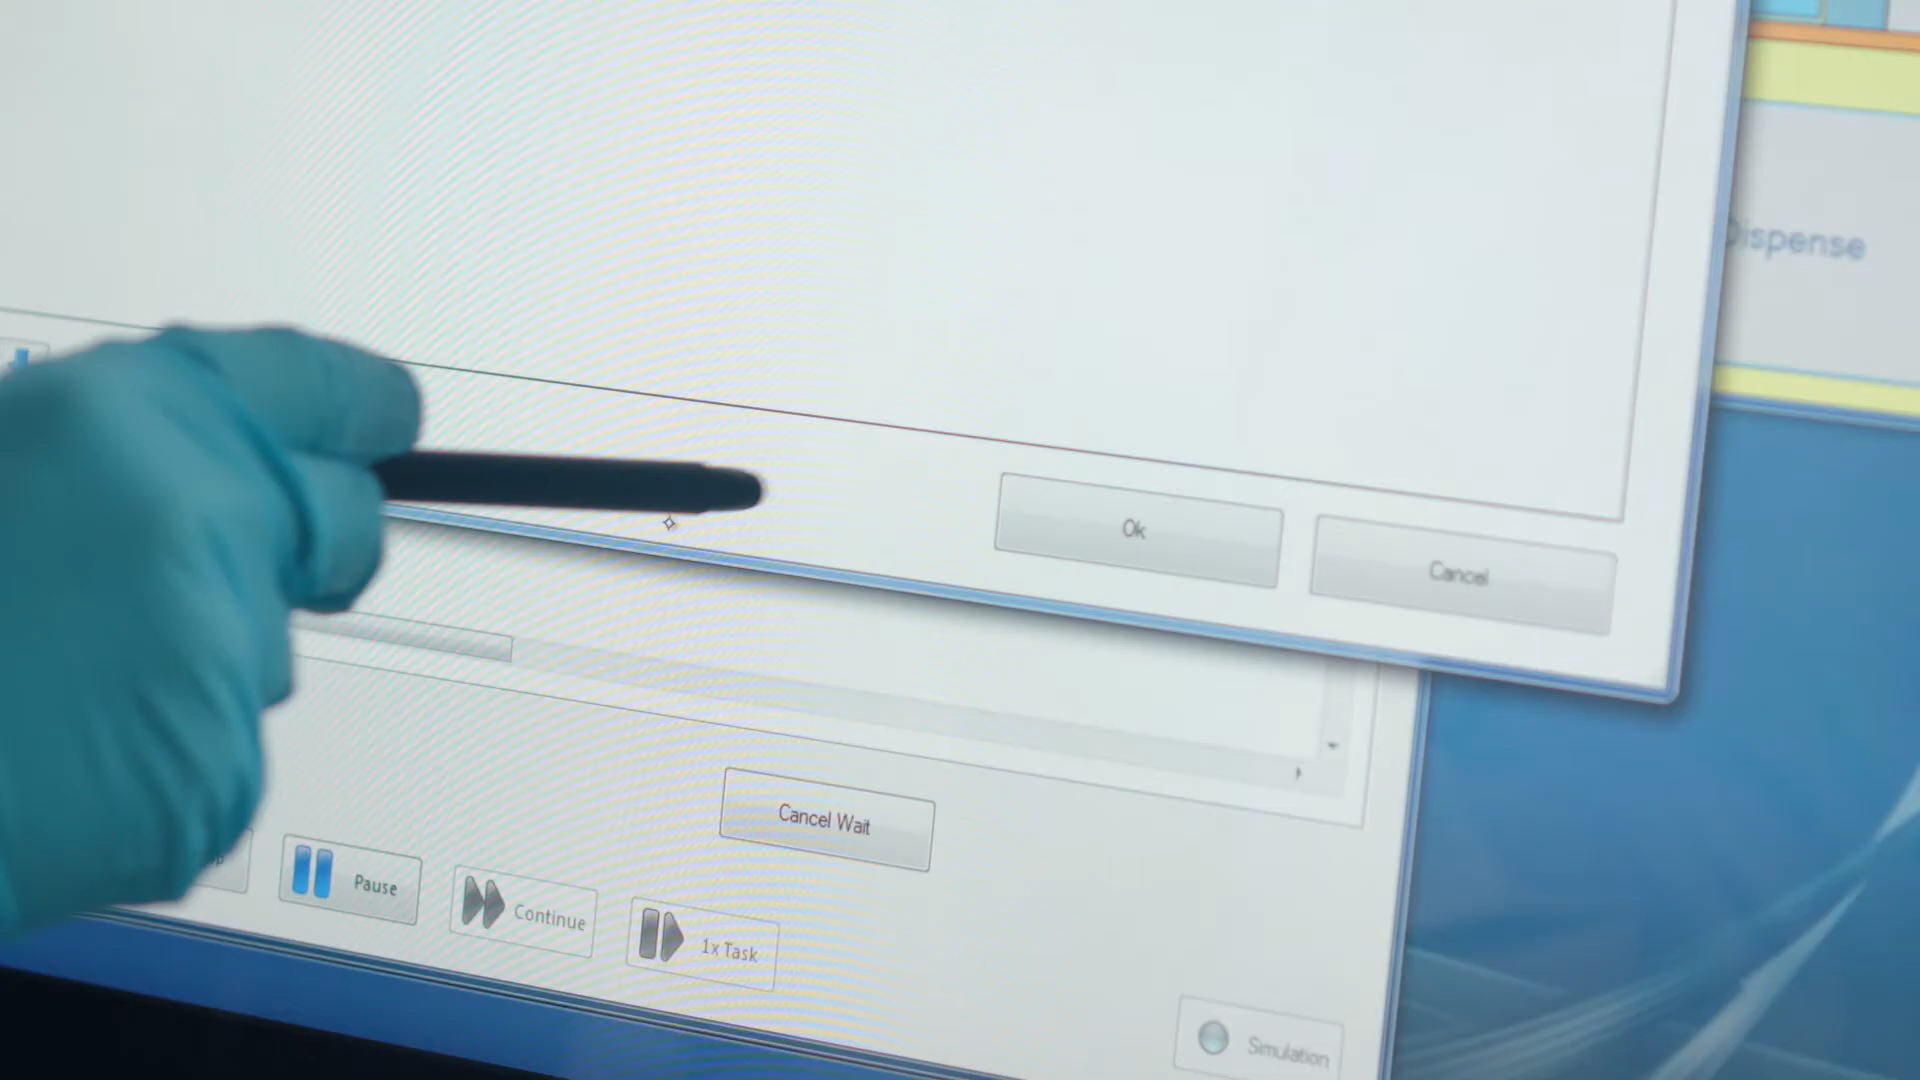 Dispense
Ok
Cancel
Cancel Wait
Pause
Continue
1x Task
Simulation